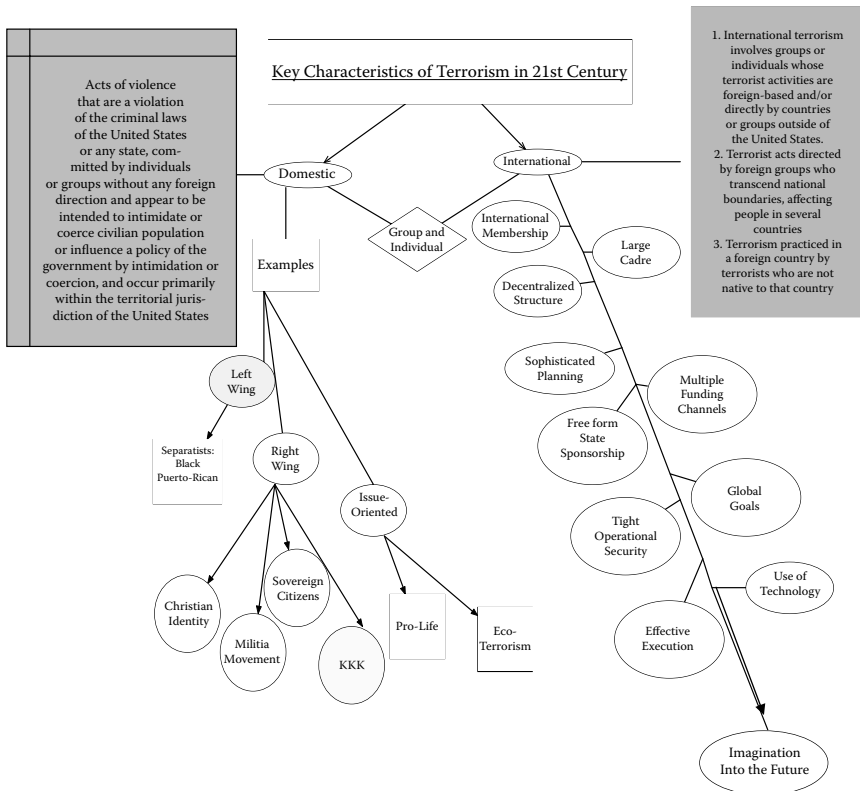 Key Characteristics of Terrorism in 21st Century
Acts of violence
that are a violation
of the criminal laws
of the United States
or any state, com-
mitted by individuals
or groups without any foreign
direction and appear to be
intended to intimidate or
coerce civilian population
or influence a policy of the
government by intimidation or
coercion, and occur primarily
within the territorial juris-
diction of the United States
1. International terrorism
involves groups or
individuals whose
terrorist activities are
foreign-based and/or
directly by countries
or groups outside of
the United States.
2. Terrorist acts directed
by foreign groups who
transcend national
boundaries, affecting
people in several
countries
3. Terrorism practiced in
a foreign country by
terrorists who are not
native to that country
Domestic
International
Group and
Individual
Examples
Left
Wing
Separatists:
Black
Puerto-Rican
Right
Wing
Issue-
Oriented
Christian
Identity
Militia
Movement
Sovereign
Citizens
KKK
Pro-Life
Eco-
Terrorism
International
Membership
Large
Cadre
Decentralized
Structure
Sophisticated
Planning
Multiple
Funding
Channels
Free form
State
Sponsorship
Global
Goals
Tight
Operational
Security
Use of
Technology
Effective
Execution
Imagination
Into the Future